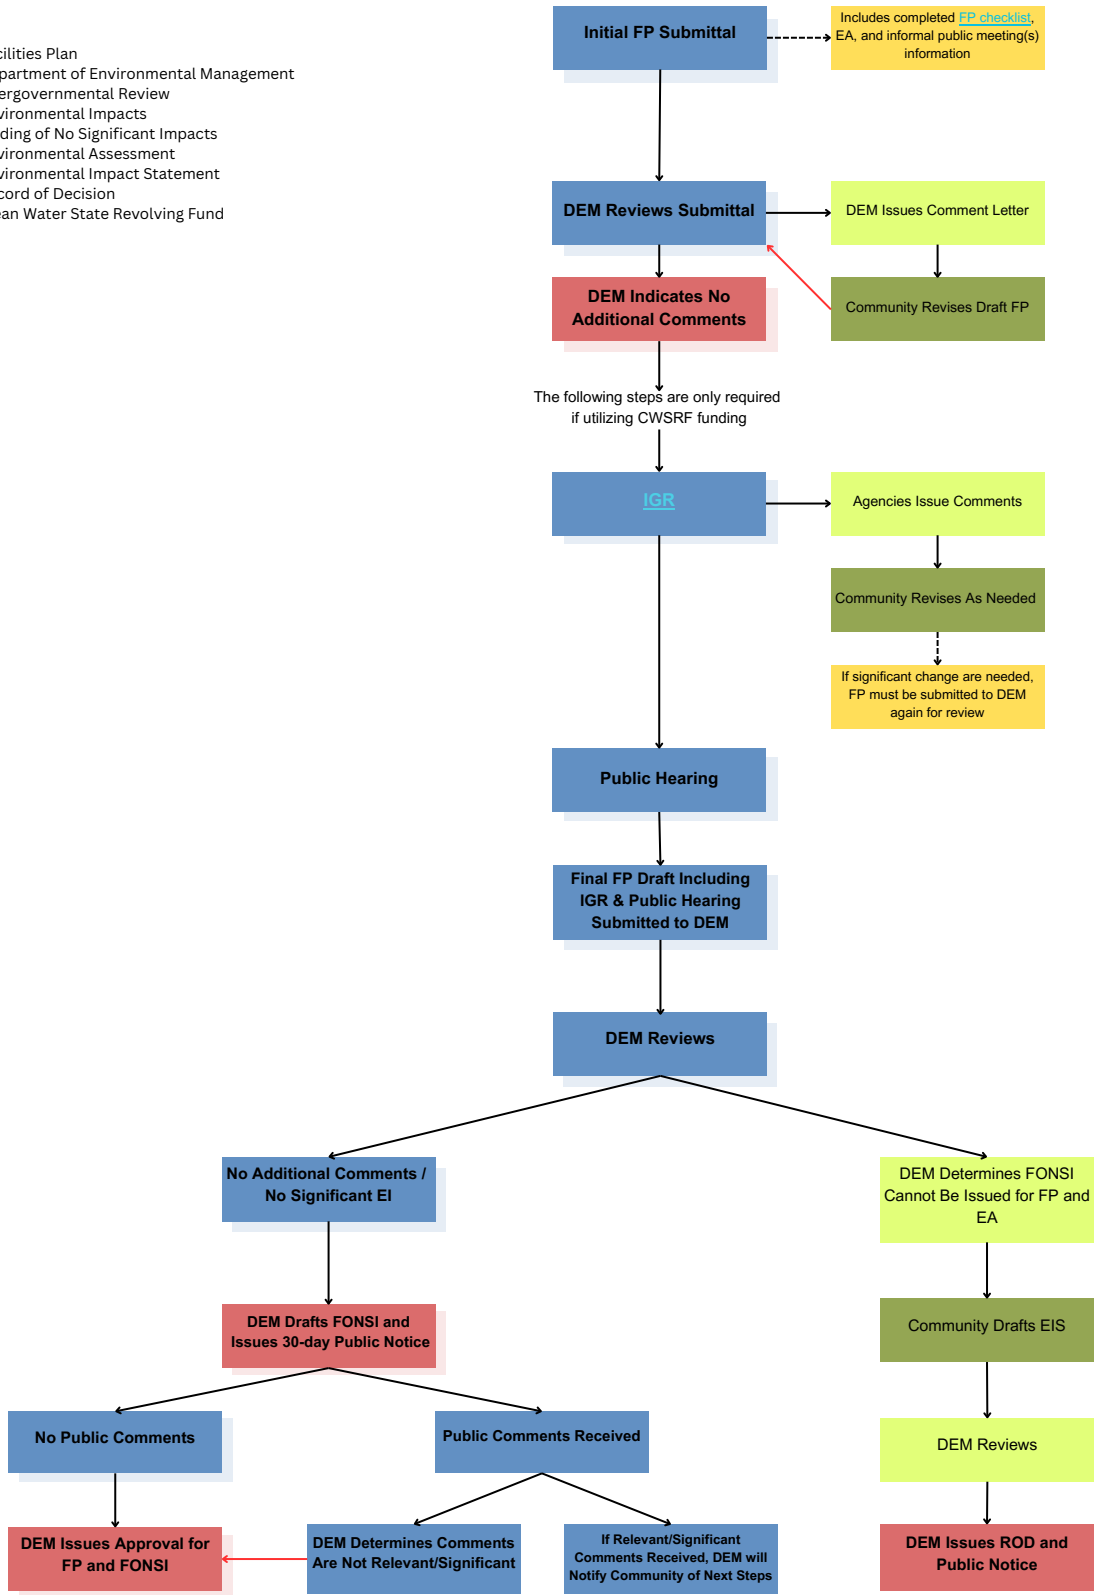 Initial FP Submittal
Includes completed FP checklist,
EA, and informal public meeting(s)
information
cilities Plan
partment of Environmental Management
ergovernmental Review
vironmental Impacts
ding of No Significant Impacts
vironmental Assessment
vironmental Impact Statement
cord of Decision
ean Water State Revolving Fund
DEM Reviews Submittal
DEM Issues Comment Letter
DEM Indicates No
Additional Comments
Community Revises Draft FP
The following steps are only required
if utilizing CWSRF funding
IGR
Agencies Issue Comments
Community Revises As Needed
If significant change are needed,
FP must be submitted to DEM
again for review
Public Hearing
Final FP Draft Including
IGR & Public Hearing
Submitted to DEM
DEM Reviews
No Additional Comments /
No Significant EI
DEM Determines FONSI
Cannot Be Issued for FP and
EA
DEM Drafts FONSI and
Issues 30-day Public Notice
Community Drafts EIS
No Public Comments
Public Comments Received
DEM Reviews
DEM Issues Approval for
FP and FONSI
DEM Determines Comments
Are Not Relevant/Significant
If Relevant/Significant
Comments Received, DEM will
Notify Community of Next Steps
DEM Issues ROD and
Public Notice